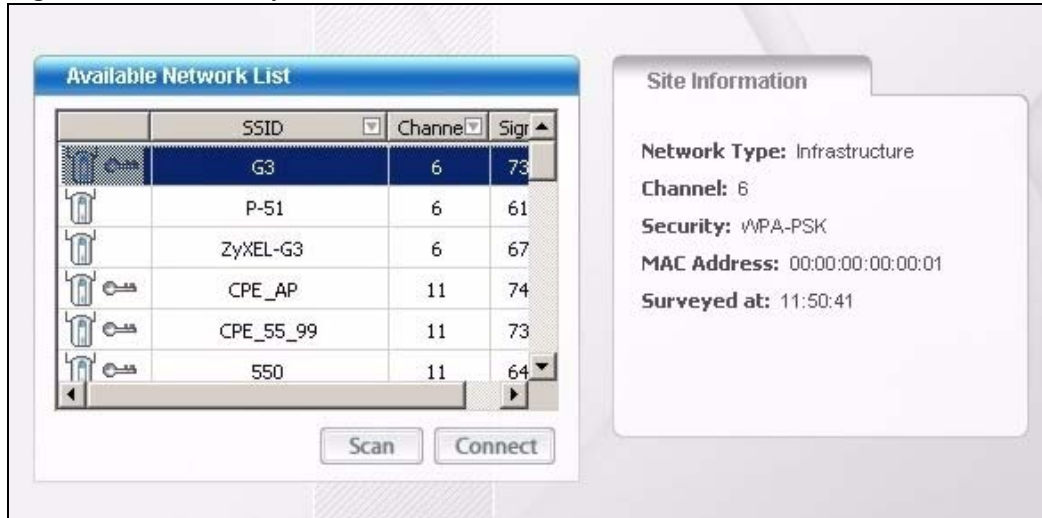 Available Network List
SSID Channe Sigr
G3 6 73
P-51 6 61
ZyXEL-G3 6 67
CPE_AP 11 74
CPE_55_99 11 73
550 11 64
Scan Connect
Site Information
Network Type: Infrastructure
Channel: 6
Security: WPA-PSK
MAC Address: 00:00:00:00:00:01
Surveyed at: 11:50:41